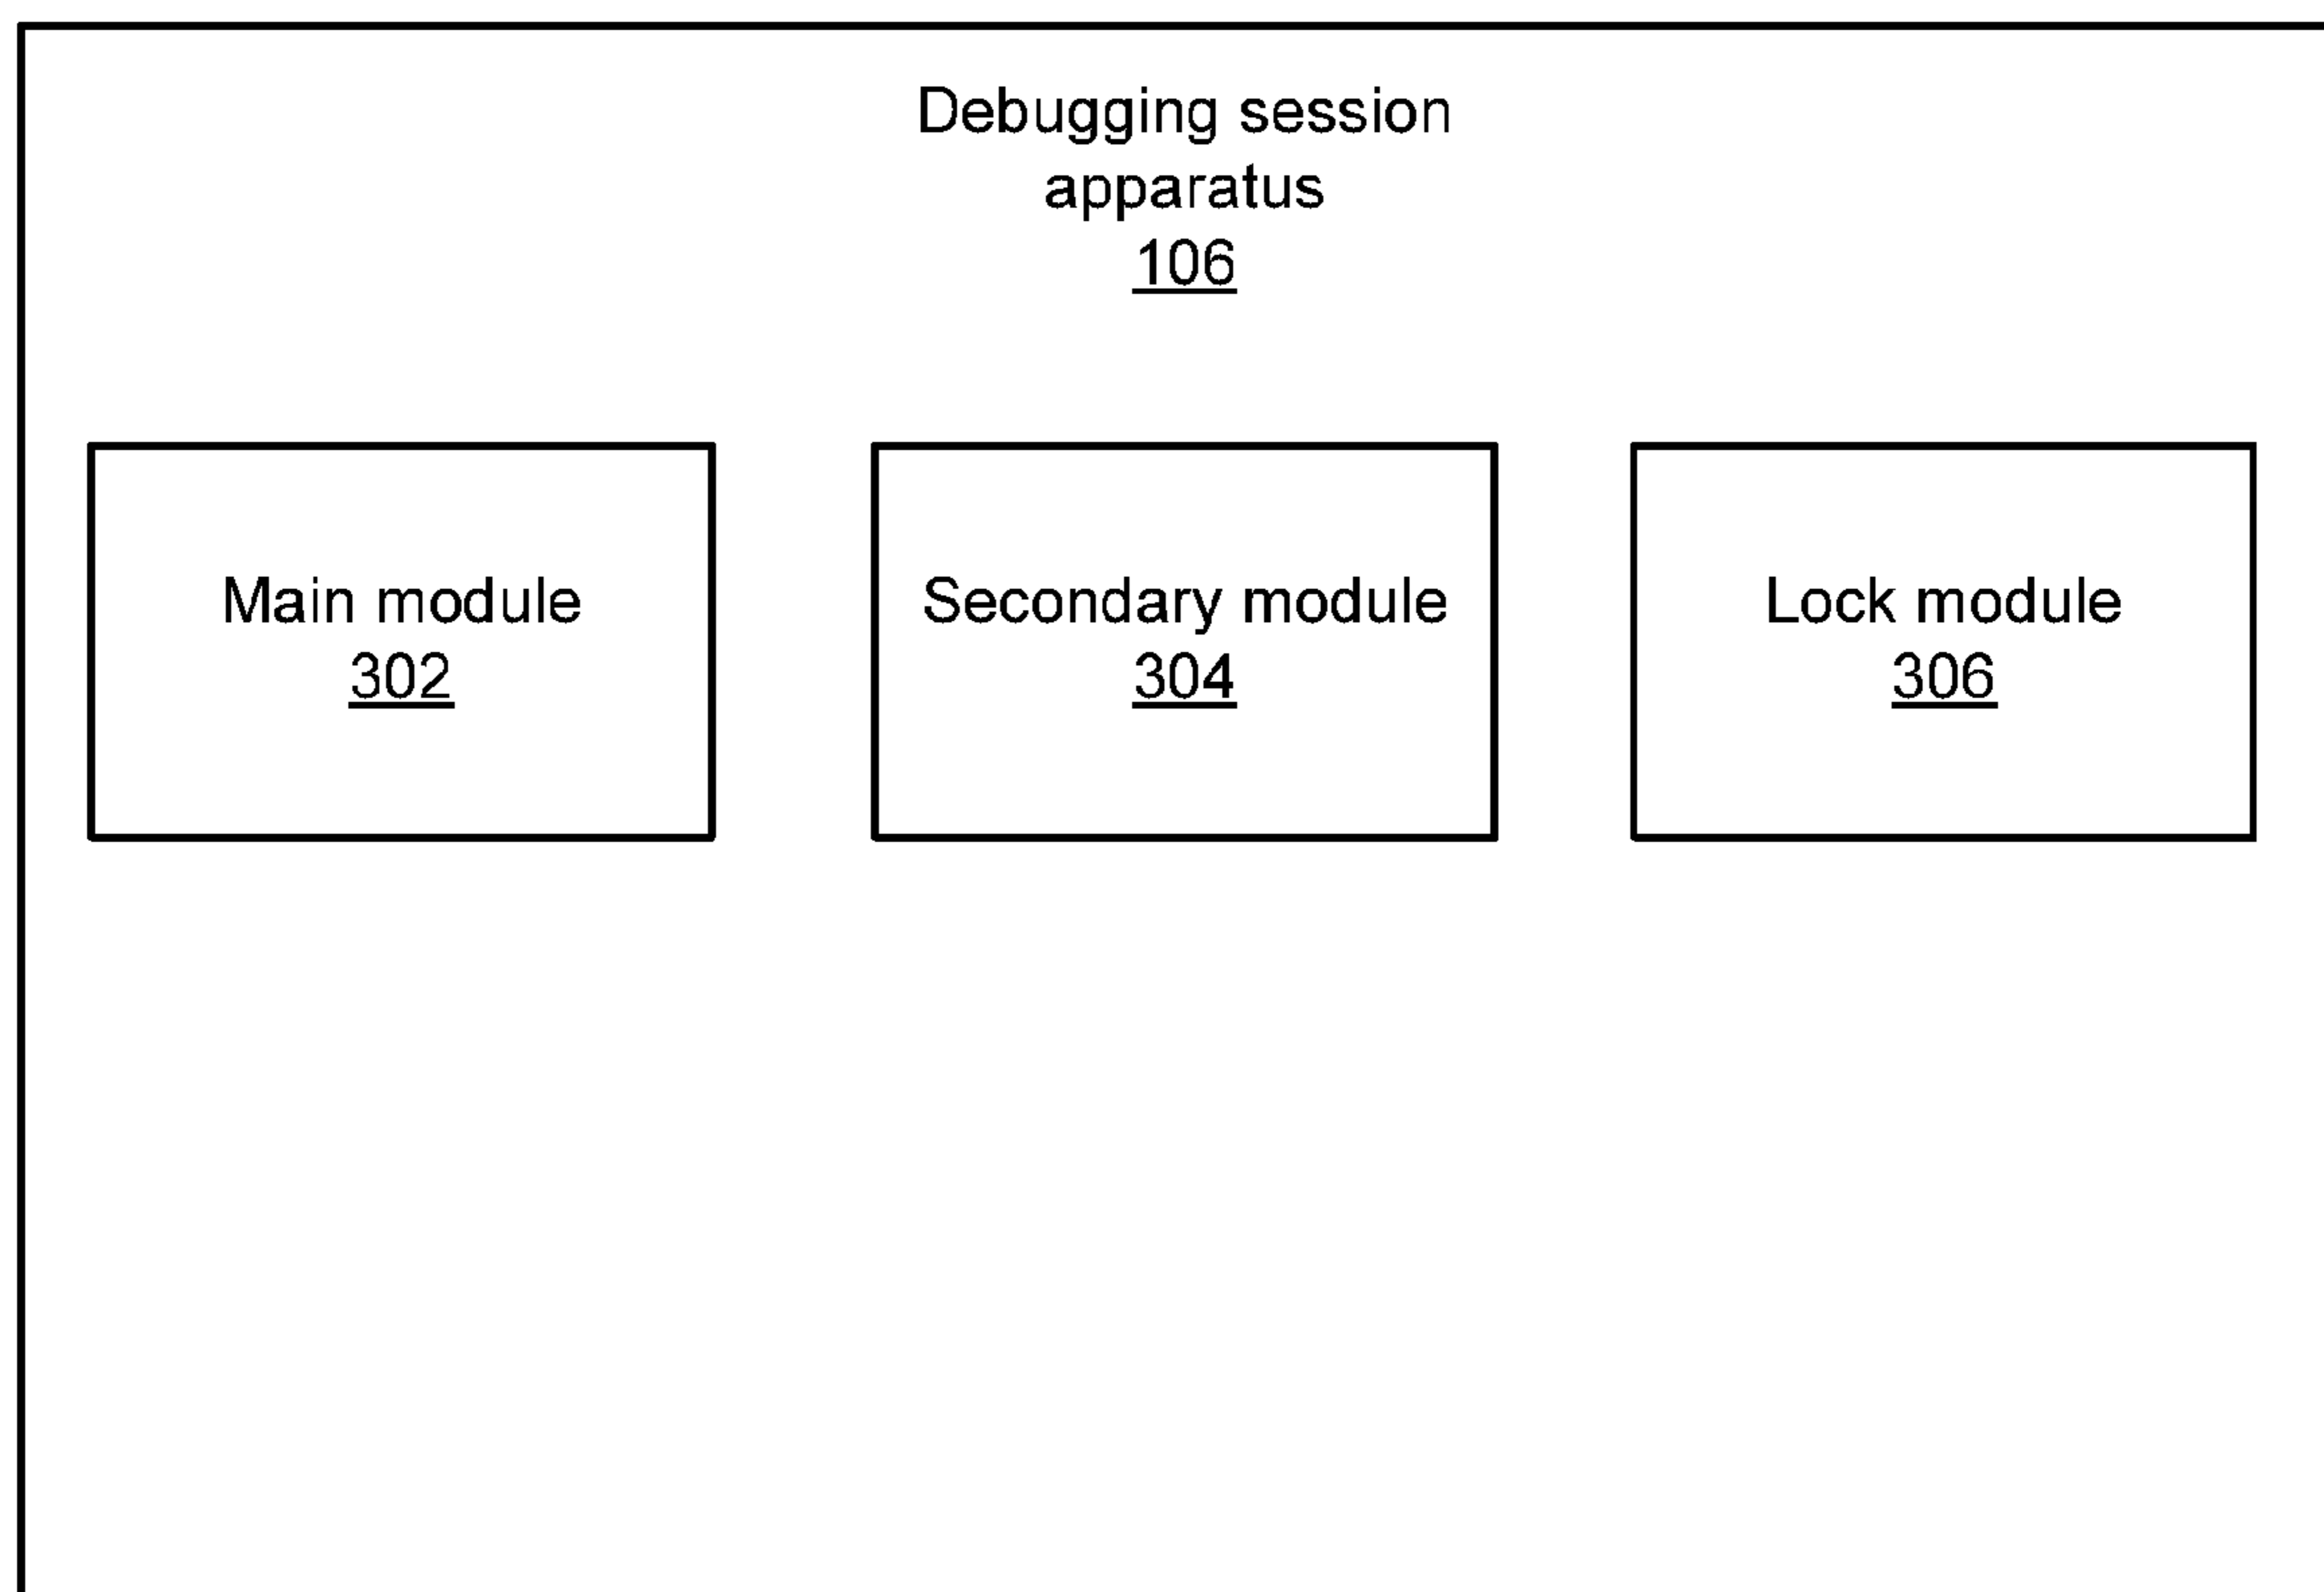 Debugging session
apparatus
106
Main module
302
Secondary module
304
Lock module
306